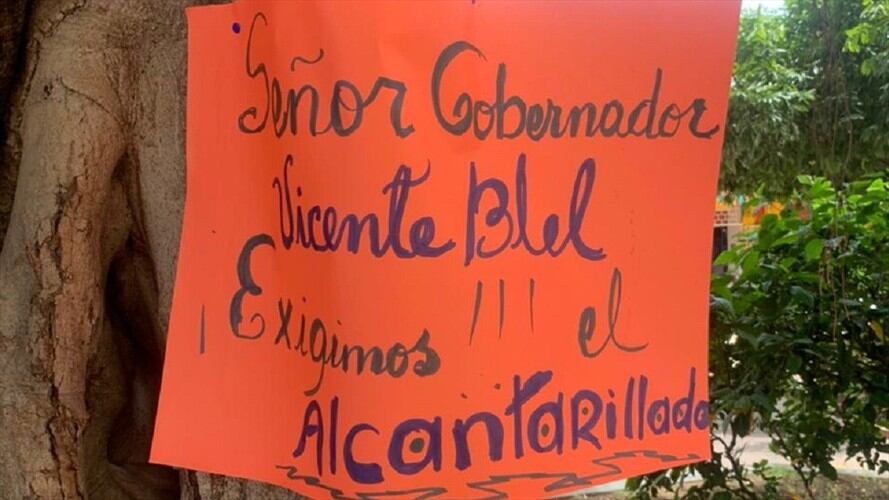 Señor Gobernador
Vicente Blel
¡Exigimos!!! el
Alcantarillado